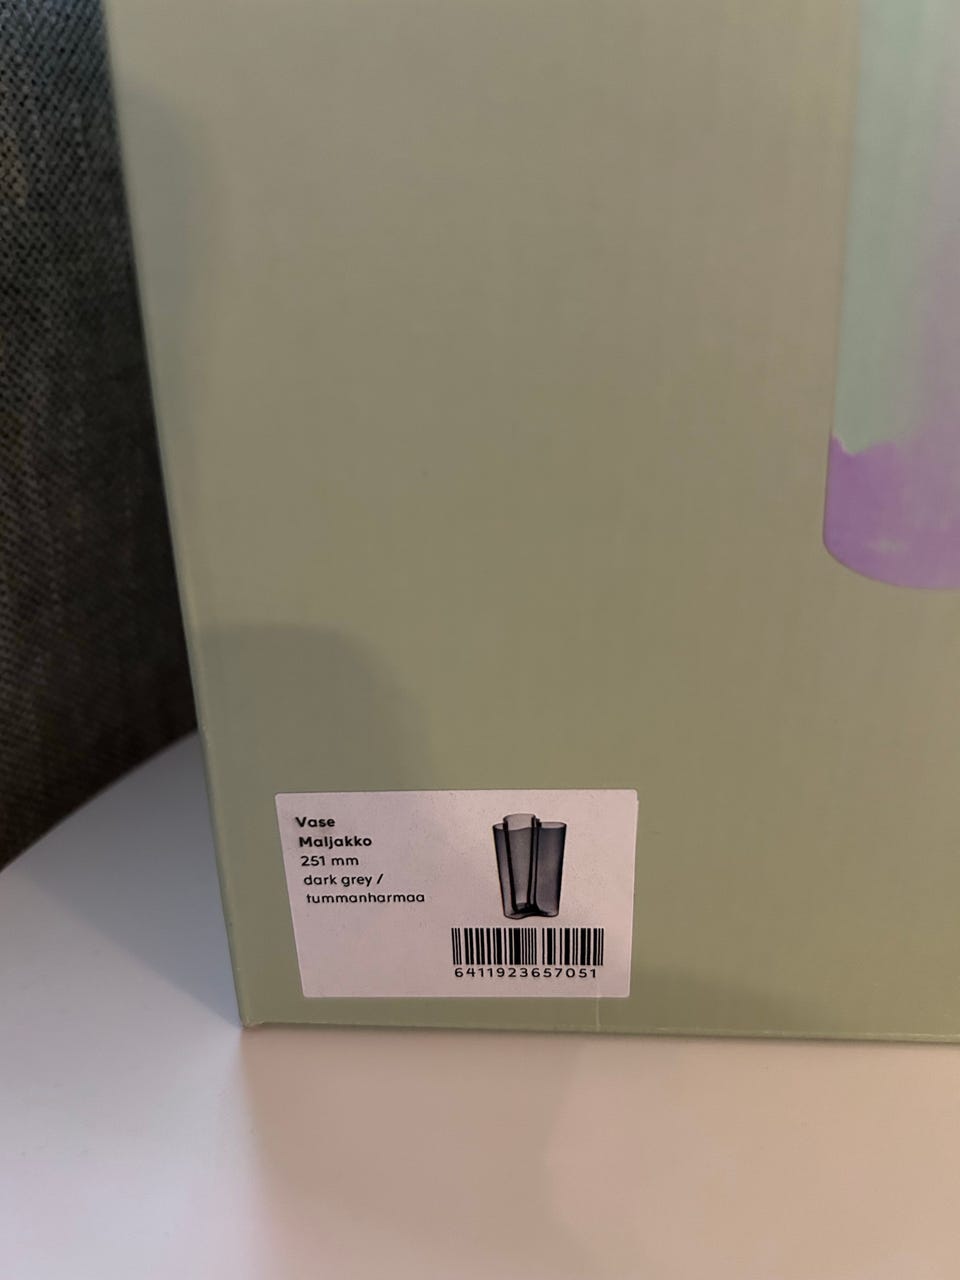 Vase
Maljakko
251 mm
dark grey /
tummanharmaa
6411923657051